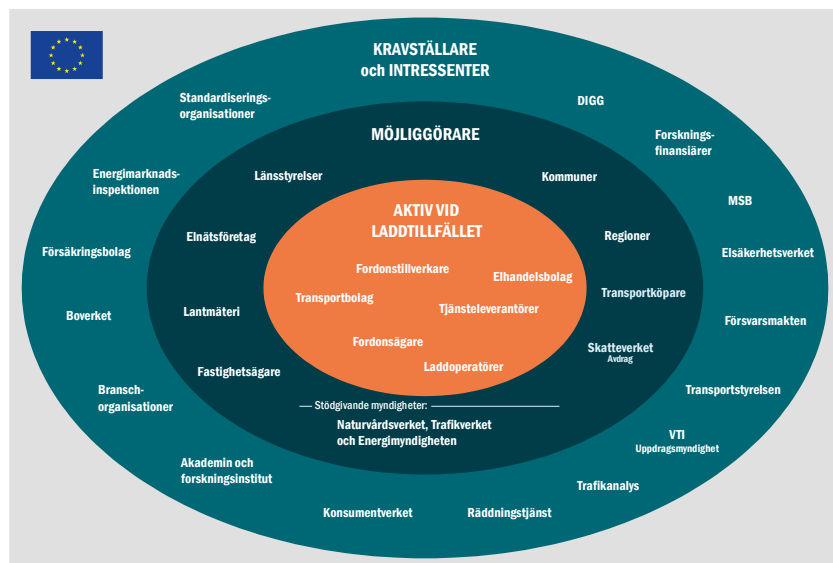 KRAVSTÄLLARE
och INTRESSENTER
Standardiserings-
organisationer
DIGG
Forsknings-
finansiärer
MÖJLIGGÖRARE
Energimarknads-
inspektionen
Länsstyrelser
Kommuner
MSB
AKTIV VID
LADDTILLFÄLLET
Elnätsföretag
Regioner
Försäkringsbolag
Elsäkerhetsverket
Fordonstillverkare
Elhandelsbolag
Transportbolag
Transportköpare
Tjänsteleverantörer
Boverket
Lantmäteri
Försvarsmakten
Fordonsägare
Skatteverket
Avdrag
Laddoperatörer
Fastighetsägare
Bransch-
organisationer
Transportstyrelsen
Stödgivande myndigheter:
Naturvårdsverket, Trafikverket
och Energimyndigheten
VTI
Uppdragsmyndighet
Akademin och
forskningsinstitut
Trafikanalys
Konsumentverket
Räddningstjänst